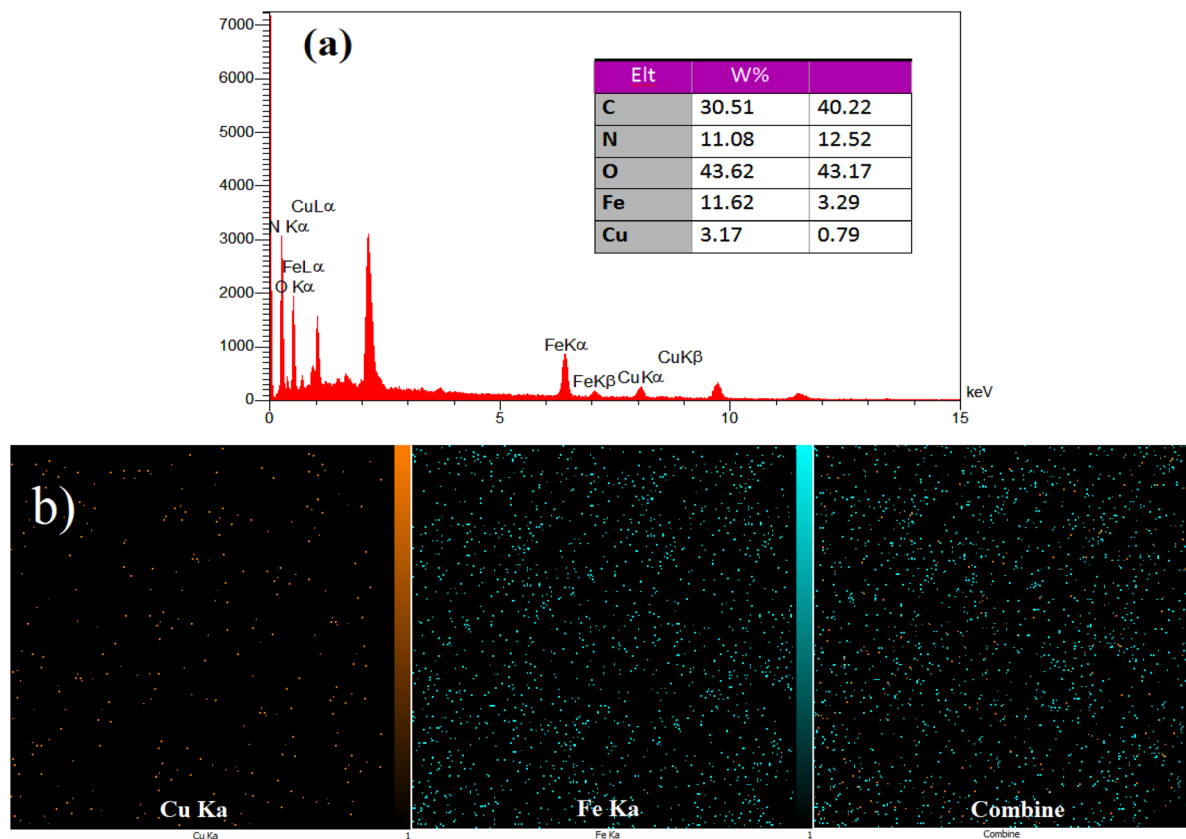 (a)
7000
6000
5000
4000
3000
2000
1000
0
Elt W%
C 30.51 40.22
N 11.08 12.52
O 43.62 43.17
Fe 11.62 3.29
Cu 3.17 0.79
CuLα
N Kα
FeLα
O Kα
FeKα
FeKβ
CuKα
CuKβ
0 5 10 15
keV
b)
Cu Ka
Fe Ka
Combine
Cu Ka 1
Fe Ka 1
Combine